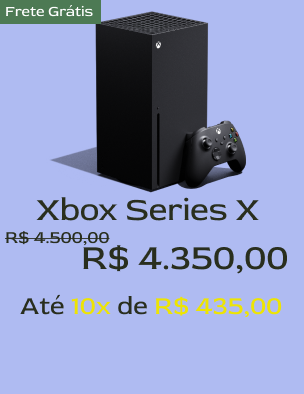 Frete Grátis
Xbox Series X
R$ 4.500,00
R$ 4.350,00
Até 10x de R$ 435,00